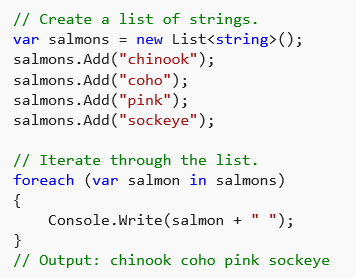 // Create a list of strings.
var salmons = new List<string>();
salmons.Add("chinook");
salmons.Add("coho");
salmons.Add("pink");
salmons.Add("sockeye");

// Iterate through the list.
foreach (var salmon in salmons)
{
    Console.Write(salmon + " ");
}
// Output: chinook coho pink sockeye